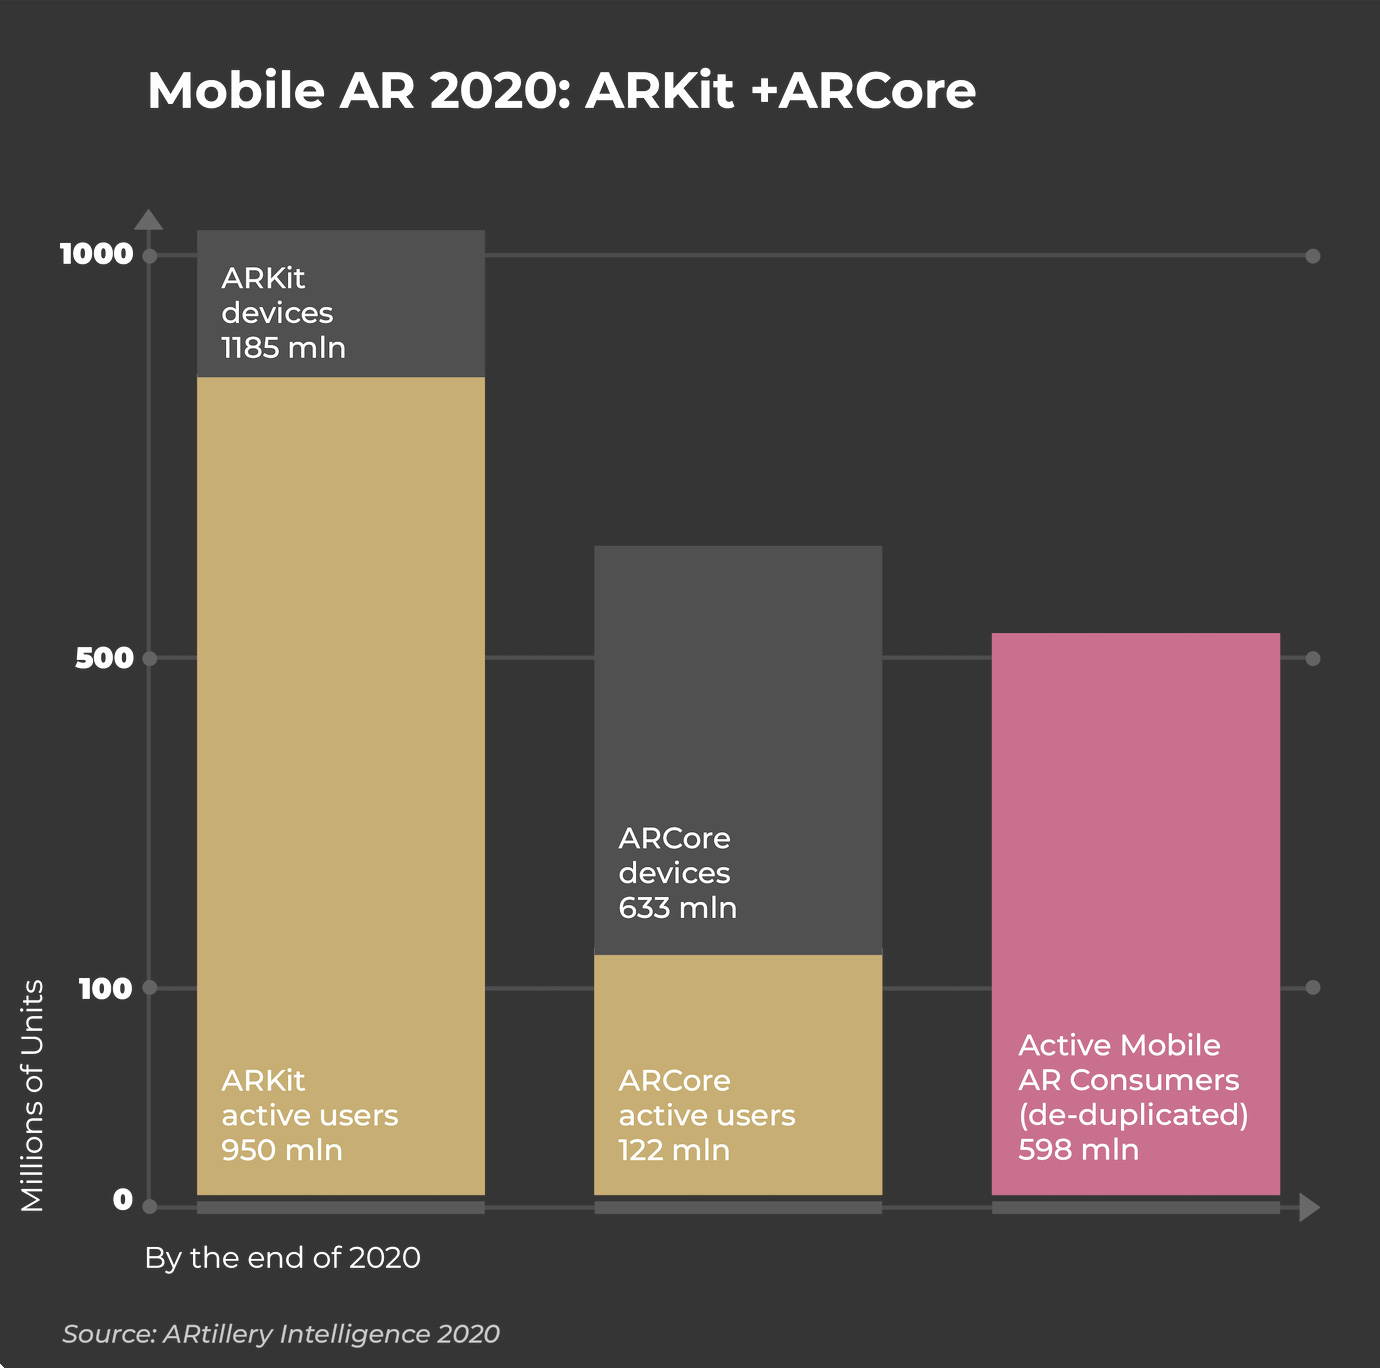 Mobile AR 2020: ARKit +ARCore
1000
ARKit
devices
1185 mln
500
ARCore
devices
633 mln
100
Millions of Units
ARKit
active users
950 mln
ARCore
active users
122 mln
Active Mobile
AR Consumers
(de-duplicated)
598 mln
0
By the end of 2020
Source: ARtillery Intelligence 2020